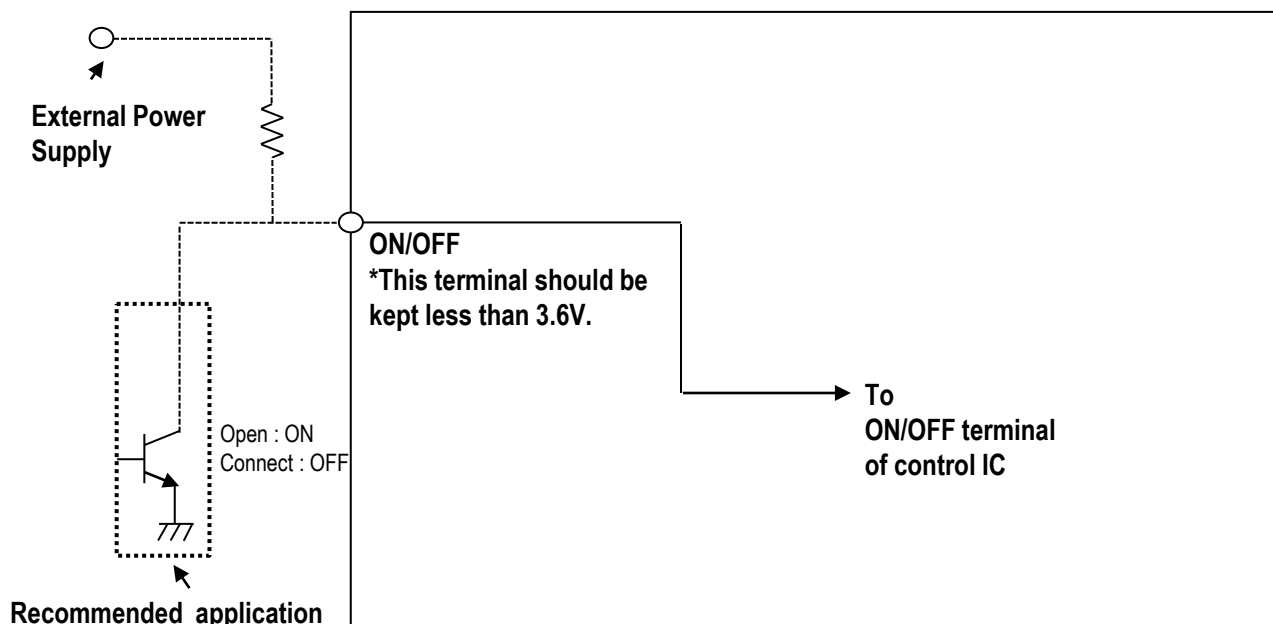 External Power
Supply
ON/OFF
*This terminal should be
kept less than 3.6V.
To
ON/OFF terminal
of control IC
Open : ON
Connect : OFF
Recommended application